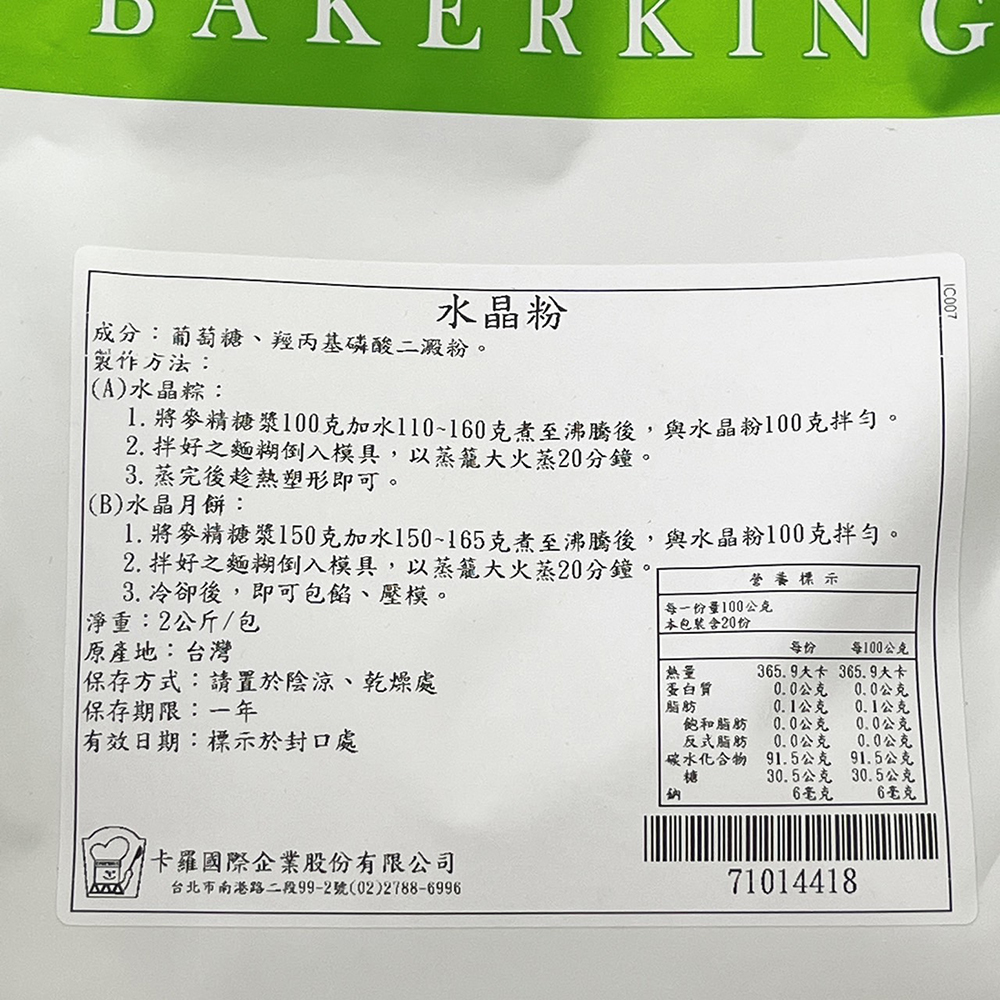 BAKERKING
IC007
水晶粉
成分：葡萄糖、羥丙基磷酸二澱粉。
製作方法：
(A)水晶粽：
1. 將麥精糖漿100克加水110~160克煮至沸騰後，與水晶粉100克拌勻。
2. 拌好之麵糊倒入模具，以蒸籠大火蒸20分鐘。
3. 蒸完後趁熱塑形即可。
(B)水晶月餅：
1. 將麥精糖漿150克加水150~165克煮至沸騰後，與水晶粉100克拌勻。
2. 拌好之麵糊倒入模具，以蒸籠大火蒸20分鐘。
3. 冷卻後，即可包餡、壓模。
淨重：2公斤/包
原產地：台灣
保存方式：請置於陰涼、乾燥處
保存期限：一年
有效日期：標示於封口處
營養標示
每一份量100公克
本包裝含20份
每份 每100公克
熱量 365.9大卡 365.9大卡
蛋白質 0.0公克 0.0公克
脂肪 0.1公克 0.1公克
飽和脂肪 0.0公克 0.0公克
反式脂肪 0.0公克 0.0公克
碳水化合物 91.5公克 91.5公克
糖 30.5公克 30.5公克
鈉 6毫克 6毫克
卡羅國際企業股份有限公司
台北市南港路二段99-2號(02)2788-6996
71014418